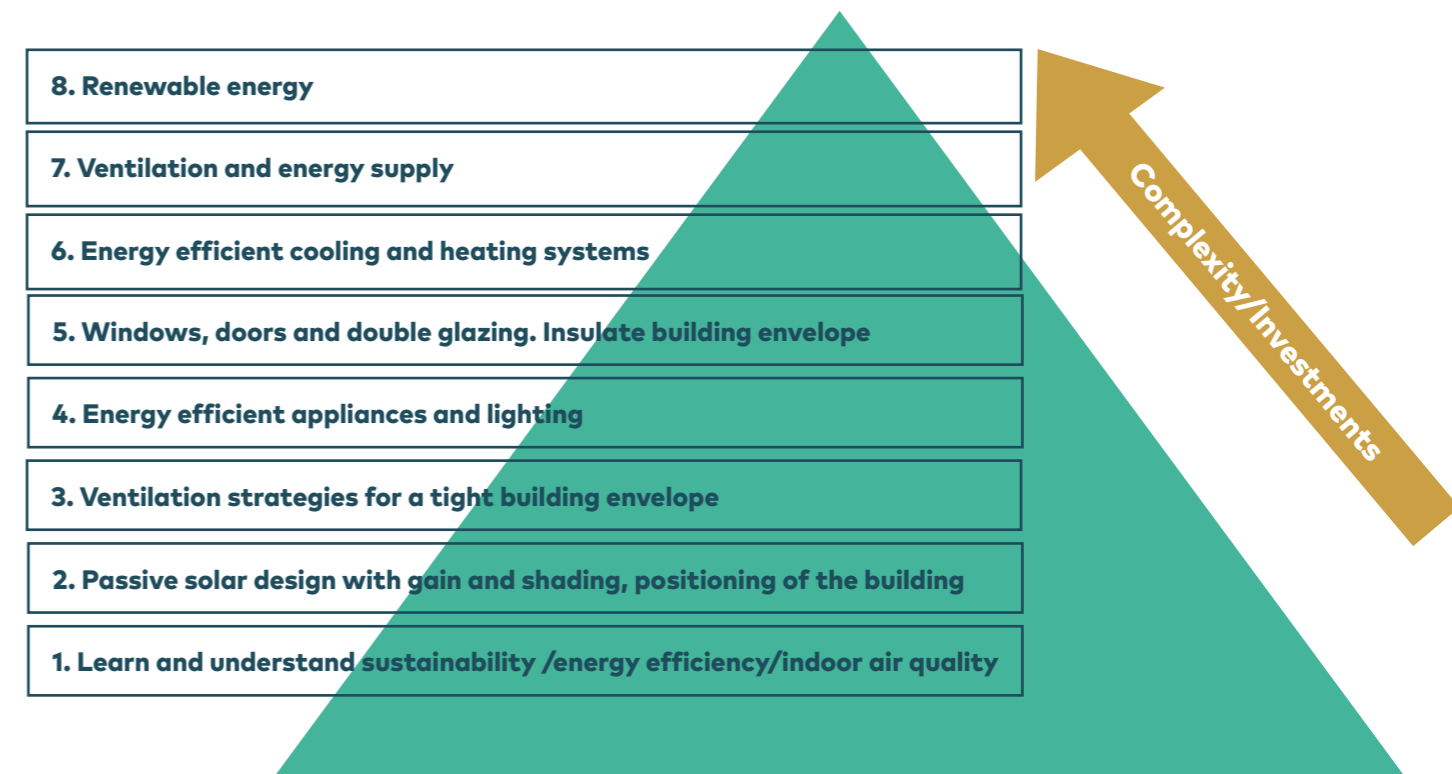 8. Renewable energy
7. Ventilation and energy supply
6. Energy efficient cooling and heating systems
5. Windows, doors and double glazing. Insulate building envelope
4. Energy efficient appliances and lighting
3. Ventilation strategies for a tight building envelope
2. Passive solar design with gain and shading, positioning of the building
1. Learn and understand sustainability /energy efficiency/indoor air quality
Complexity/Investments